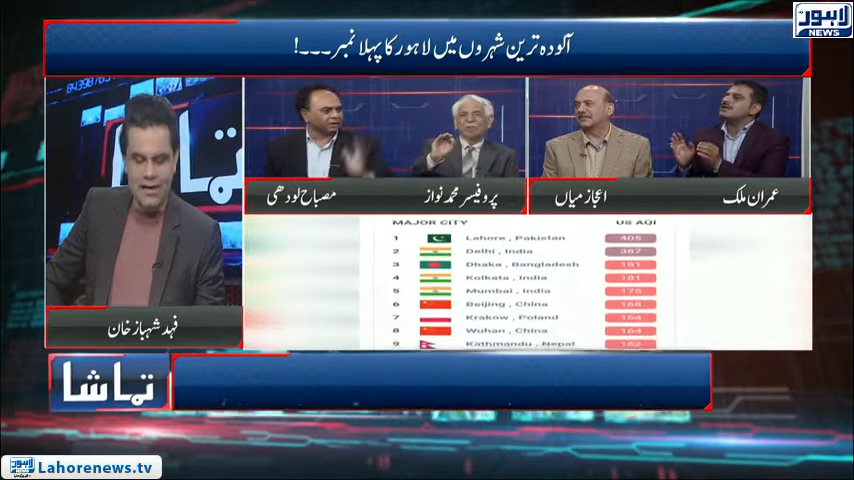 لاہور
NEWS
آلودہ ترین شہروں میں لاہور کا پہلا نمبر۔۔۔!
تماشا
مصباح لودھی
پروفیسر محمد نواز
اعجاز میاں
عمران ملک
فہد شہباز خان
MAJOR CITY US AQI
1 Lahore , Pakistan 405
2 Delhi , India 387
3 Dhaka , Bangladesh 181
4 Kolkata , India 181
5 Mumbai , India 175
6 Beijing , China 168
7 Krakow , Poland 164
8 Wuhan , China 164
9 Kathmandu , Nepal 162
تماشا
لاہور
Lahorenews.tv